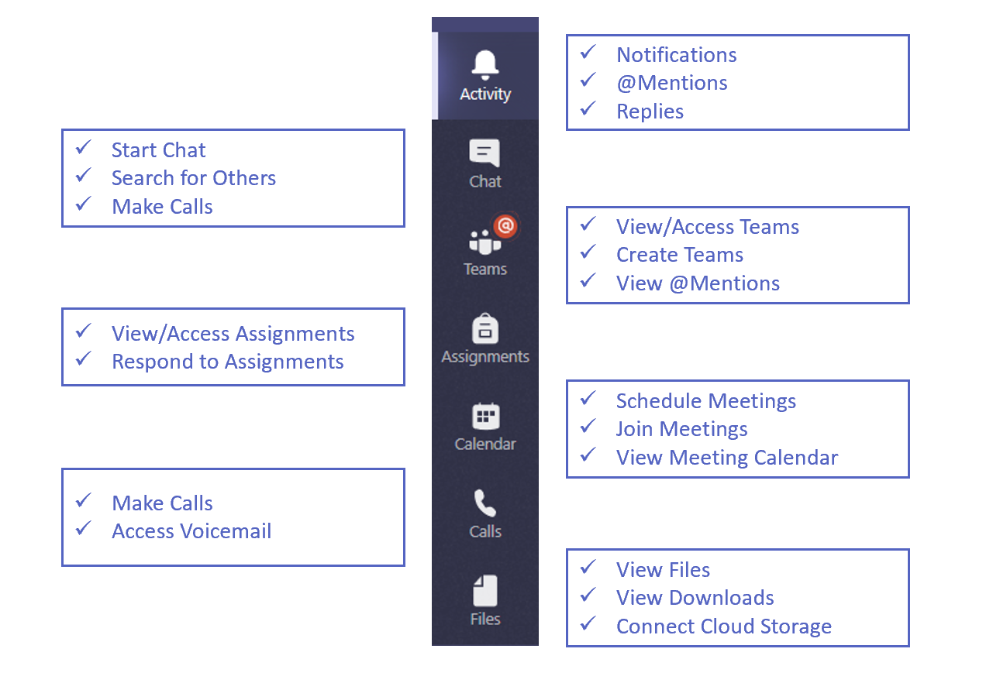 Activity
Notifications
@Mentions
Replies
Chat
Start Chat
Search for Others
Make Calls
@
Teams
View/Access Teams
Create Teams
View @Mentions
Assignments
View/Access Assignments
Respond to Assignments
Calendar
Schedule Meetings
Join Meetings
View Meeting Calendar
Calls
Make Calls
Access Voicemail
Files
View Files
View Downloads
Connect Cloud Storage